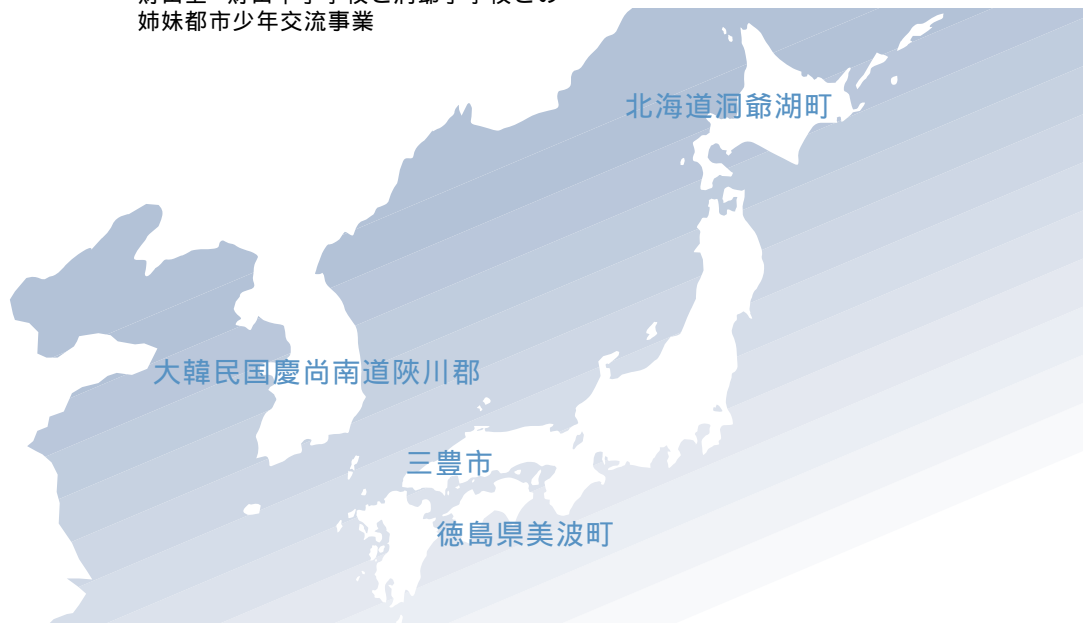 姉妹都市少年交流事業
北海道洞爺湖町
大韓民国慶尚南道陜川郡
三豊市
徳島県美波町